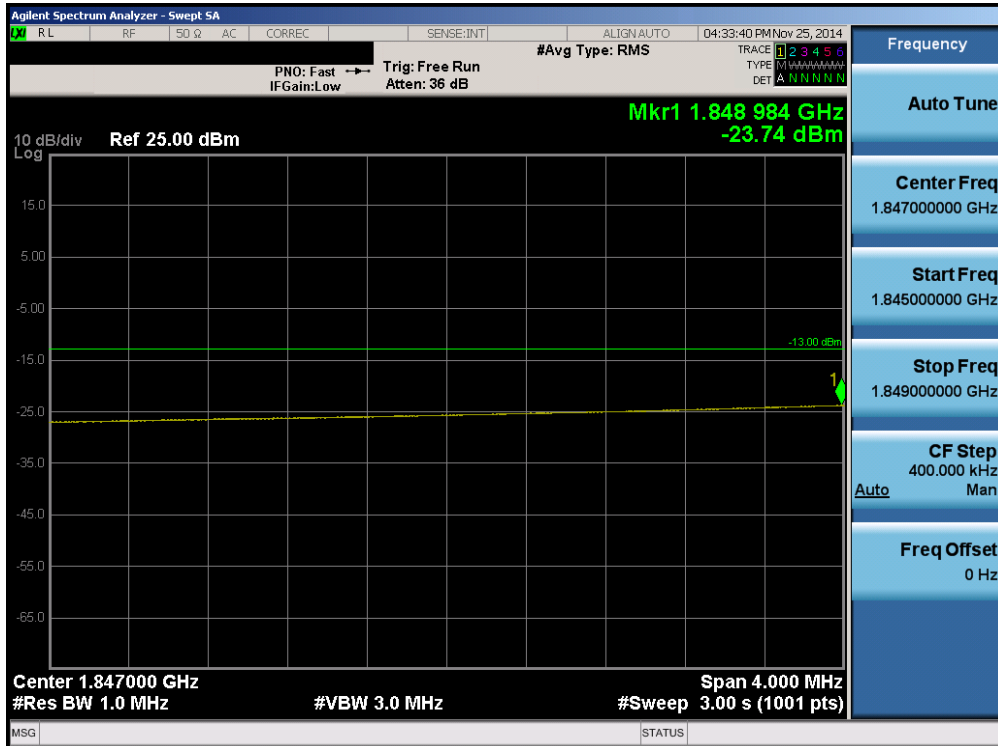 Agilent Spectrum Analyzer - Swept SA
LXI RL RF 50 Ω AC CORREC SENSE:INT ALIGN AUTO 04:33:40 PM Nov 25, 2014
#Avg Type: RMS
TRACE 1 2 3 4 5 6
TYPE M WWWWW
DET A N N N N N
PNO: Fast
IFGain:Low
Trig: Free Run
Atten: 36 dB
Mkr1 1.848 984 GHz
-23.74 dBm
10 dB/div Ref 25.00 dBm
Log
15.0
5.00
-5.00
-13.00 dBm
-15.0
1
-25.0
-35.0
-45.0
-55.0
-65.0
Center 1.847000 GHz Span 4.000 MHz
#Res BW 1.0 MHz #VBW 3.0 MHz #Sweep 3.00 s (1001 pts)
MSG STATUS
Frequency
Auto Tune
Center Freq
1.847000000 GHz
Start Freq
1.845000000 GHz
Stop Freq
1.849000000 GHz
CF Step
400.000 kHz
Auto Man
Freq Offset
0 Hz